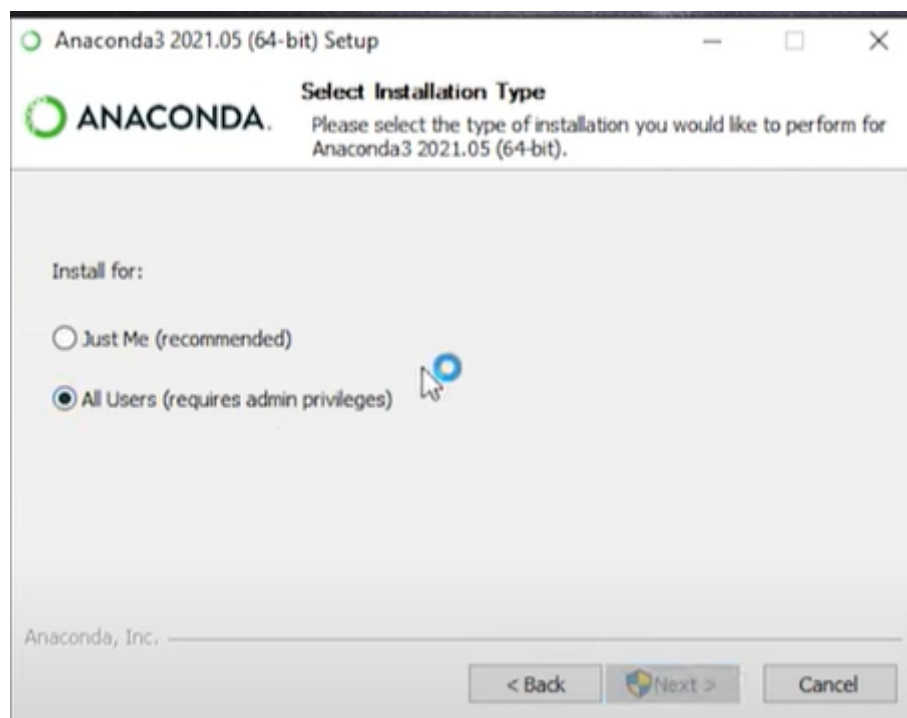 Anaconda3 2021.05 (64-bit) Setup
ANACONDA.
Select Installation Type
Please select the type of installation you would like to perform for
Anaconda3 2021.05 (64-bit).
Install for:
Just Me (recommended)
All Users (requires admin privileges)
Anaconda, Inc.
< Back
Next >
Cancel